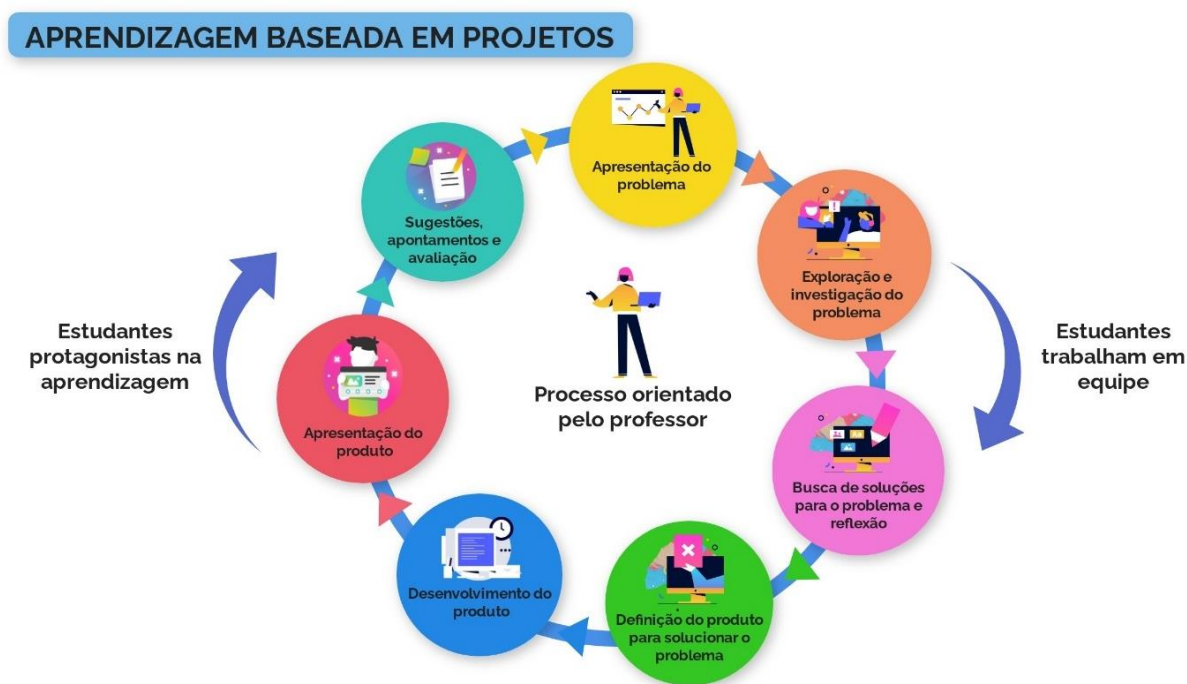 APRENDIZAGEM BASEADA EM PROJETOS
Apresentação do
problema
Exploração e
investigação do
problema
Busca de soluções
para o problema e
reflexão
Definição do produto
para solucionar o
problema
Desenvolvimento do
produto
Apresentação do
produto
Sugestões,
apontamentos e
avaliação
Processo orientado
pelo professor
Estudantes
protagonistas na
aprendizagem
Estudantes
trabalham em
equipe